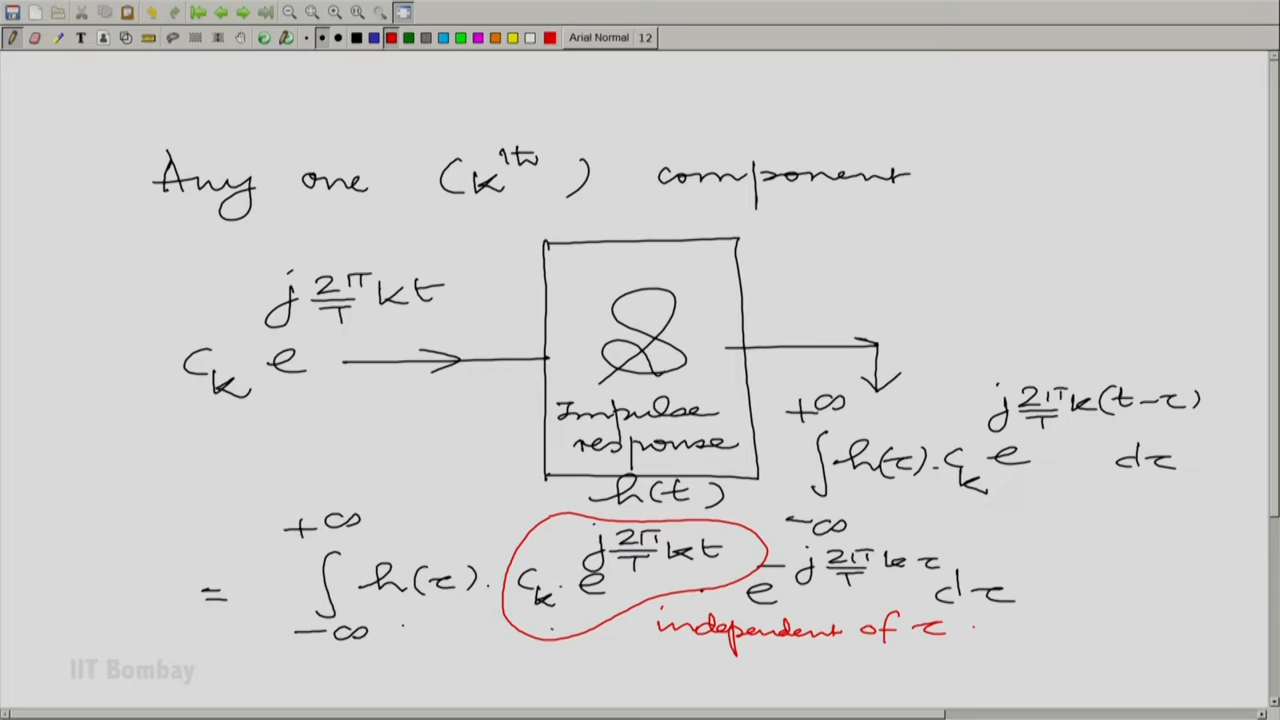 Arial Normal 12
Any one (kth) component
j 2π/T kt
c_k e
S
Impulse
response
h(t)
+∞ ∫ -∞ h(τ). c_k e^{j 2π/T k(t-τ)} dτ
= +∞ ∫ -∞ h(τ). c_k. e^{j 2π/T kt} e^{-j 2π/T kτ} dτ
independent of τ.
IIT Bombay